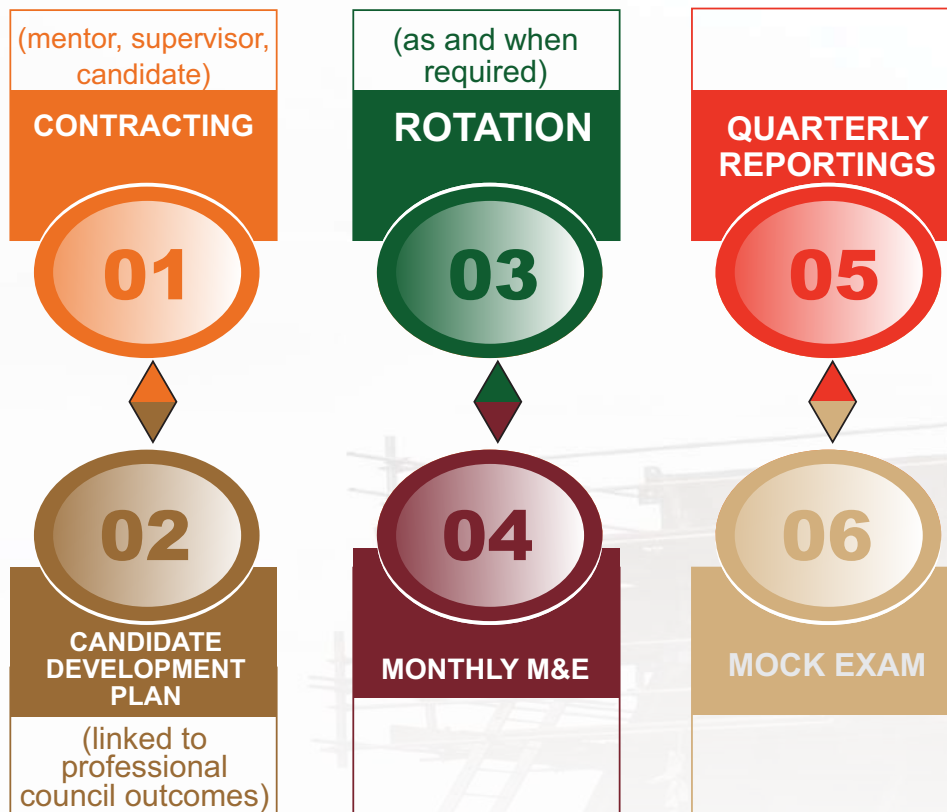 (mentor, supervisor,
candidate)
CONTRACTING
01
02
CANDIDATE
DEVELOPMENT
PLAN
(linked to
professional
council outcomes)
(as and when
required)
ROTATION
03
04
MONTHLY M&E
QUARTERLY
REPORTINGS
05
06
MOCK EXAM